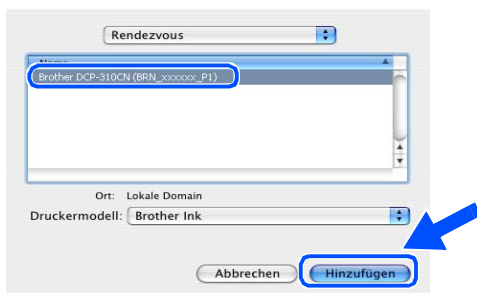 Rendezvous
Name
Brother DCP-310CN (BRN_xxxxxx_P1)
Ort: Lokale Domain
Druckermodell: Brother Ink
Abbrechen Hinzufügen